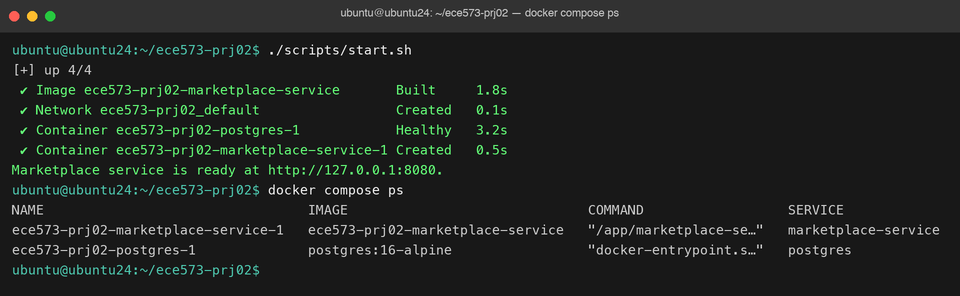 ubuntu@ubuntu24: ~/ece573-prj02 — docker compose ps
ubuntu@ubuntu24:~/ece573-prj02$ ./scripts/start.sh
[+] up 4/4
✔ Image ece573-prj02-marketplace-service Built 1.8s
✔ Network ece573-prj02_default Created 0.1s
✔ Container ece573-prj02-postgres-1 Healthy 3.2s
✔ Container ece573-prj02-marketplace-service-1 Created 0.5s
Marketplace service is ready at http://127.0.0.1:8080.
ubuntu@ubuntu24:~/ece573-prj02$ docker compose ps
NAME IMAGE COMMAND SERVICE
ece573-prj02-marketplace-service-1 ece573-prj02-marketplace-service "/app/marketplace-se…" marketplace-service
ece573-prj02-postgres-1 postgres:16-alpine "docker-entrypoint.s…" postgres
ubuntu@ubuntu24:~/ece573-prj02$